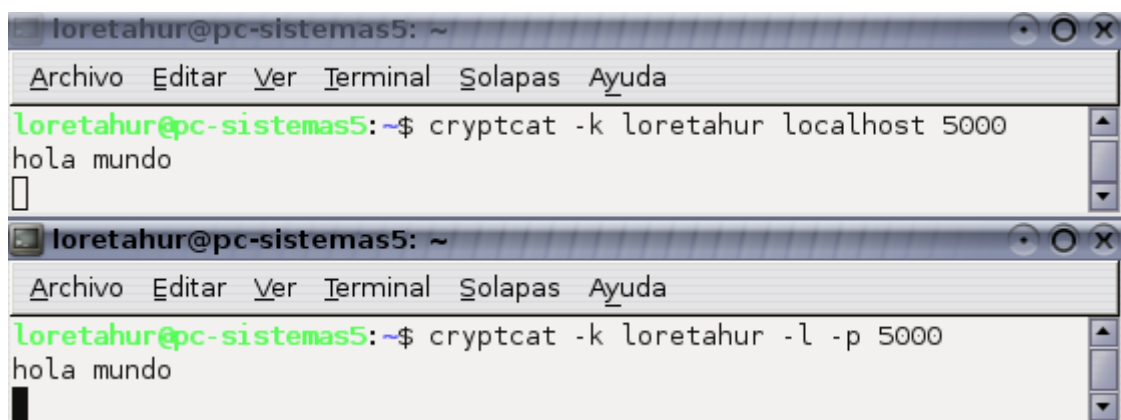 loretahur@pc-sistemas5: ~
Archivo Editar Ver Terminal Solapas Ayuda
loretahur@pc-sistemas5:~$ cryptcat -k loretahur localhost 5000
hola mundo
loretahur@pc-sistemas5: ~
Archivo Editar Ver Terminal Solapas Ayuda
loretahur@pc-sistemas5:~$ cryptcat -k loretahur -l -p 5000
hola mundo